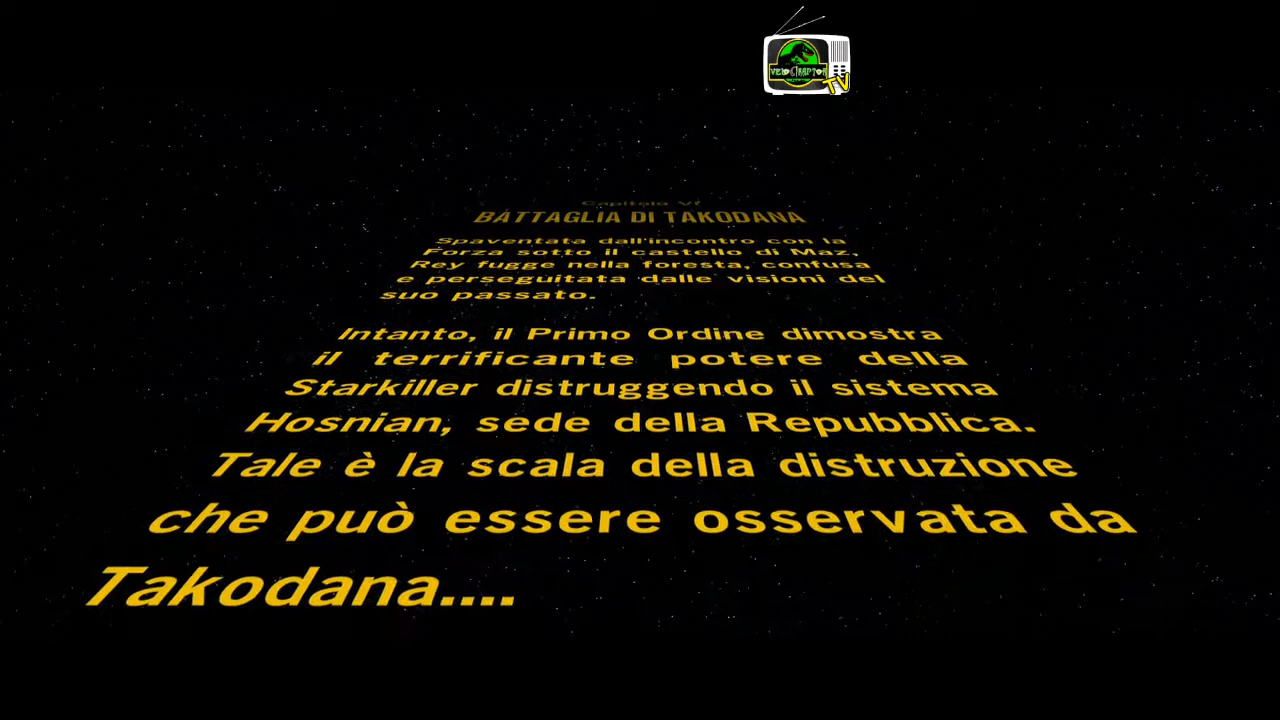 VELOCIRAPTOR
TV
Capitolo VI
BATTAGLIA DI TAKODANA
Spaventata dall'incontro con la
Forza sotto il castello di Maz,
Rey fugge nella foresta, confusa
e perseguitata dalle visioni del
suo passato.
Intanto, il Primo Ordine dimostra
il terrificante potere della
Starkiller distruggendo il sistema
Hosnian, sede della Repubblica.
Tale è la scala della distruzione
che può essere osservata da
Takodana....